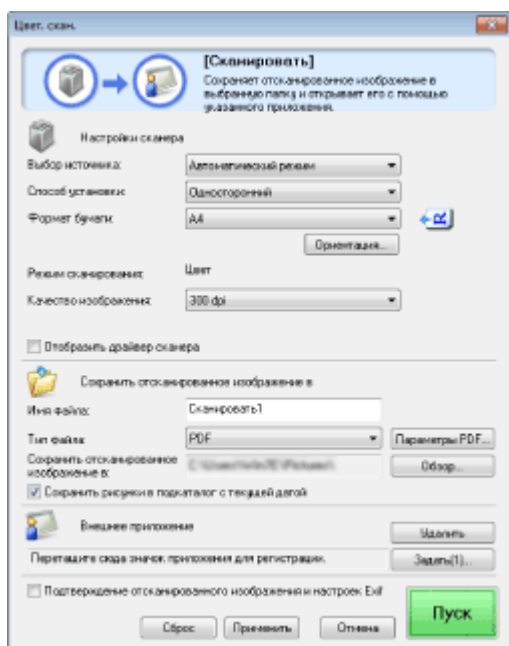 Цвет. скан.
[Сканировать]
Сохраняет отсканированное изображение в
выбранную папку и открывает его с помощью
указанного приложения.
Настройки сканера
Выбор источника: Автоматический режим
Способ установки: Односторонний
Формат бумаги: A4
Ориентация...
Режим сканирования: Цвет
Качество изображения: 300 dpi
Отобразить драйвер сканера
Сохранить отсканированное изображение в
Имя файла: Сканировать1
Тип файла: PDF Параметры PDF...
Сохранить отсканированное
изображение в: Обзор...
Сохранить рисунки в подкаталог с текущей датой
Внешнее приложение
Удалить
Перетащите сюда значок приложения для регистрации. Задать(1)...
Подтверждение отсканированного изображения и настроек Exif
Пуск
Сброс Применить Отмена